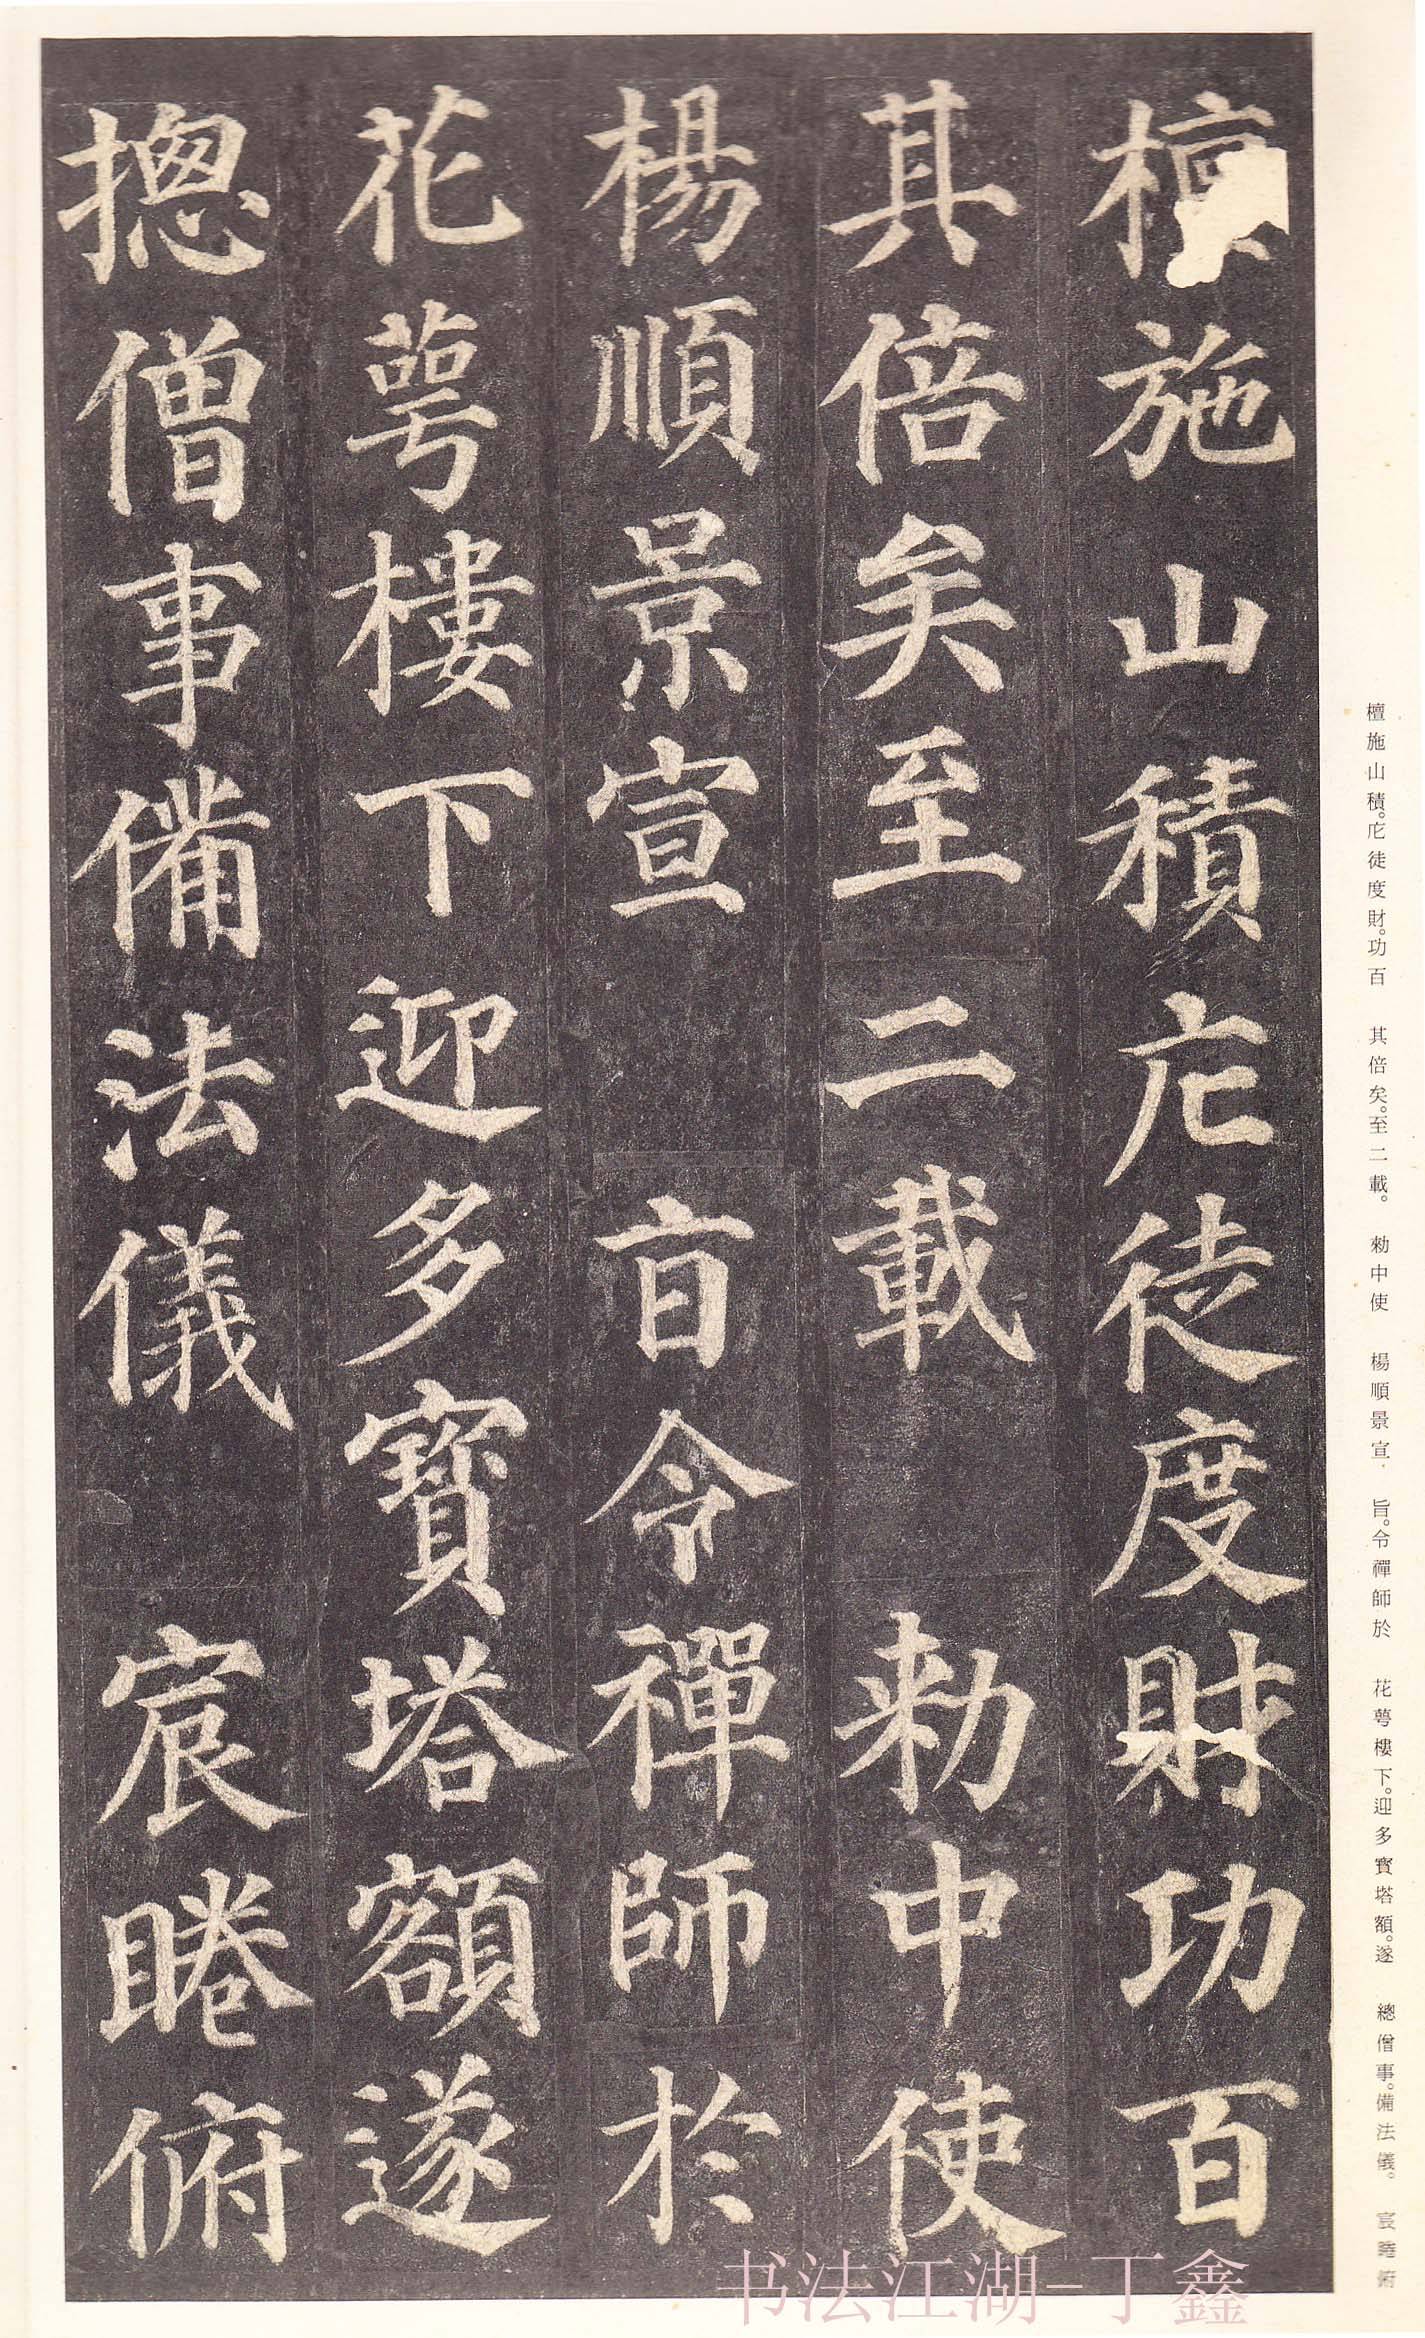 檀施山積庀徒度財功百
其倍矣至二載 勑中使
楊順景宣 㫖令禪師於
花萼樓下迎多寶塔額遂
摠僧事備法儀 宸睠俯
檀施山積。庀徒度財。功百 其倍矣。至二載。 勑中使 楊順景宣 旨。令禪師於 花萼樓下。迎多寶塔額。遂 總僧事。備法儀。 宸睠俯
书法江湖-丁鑫